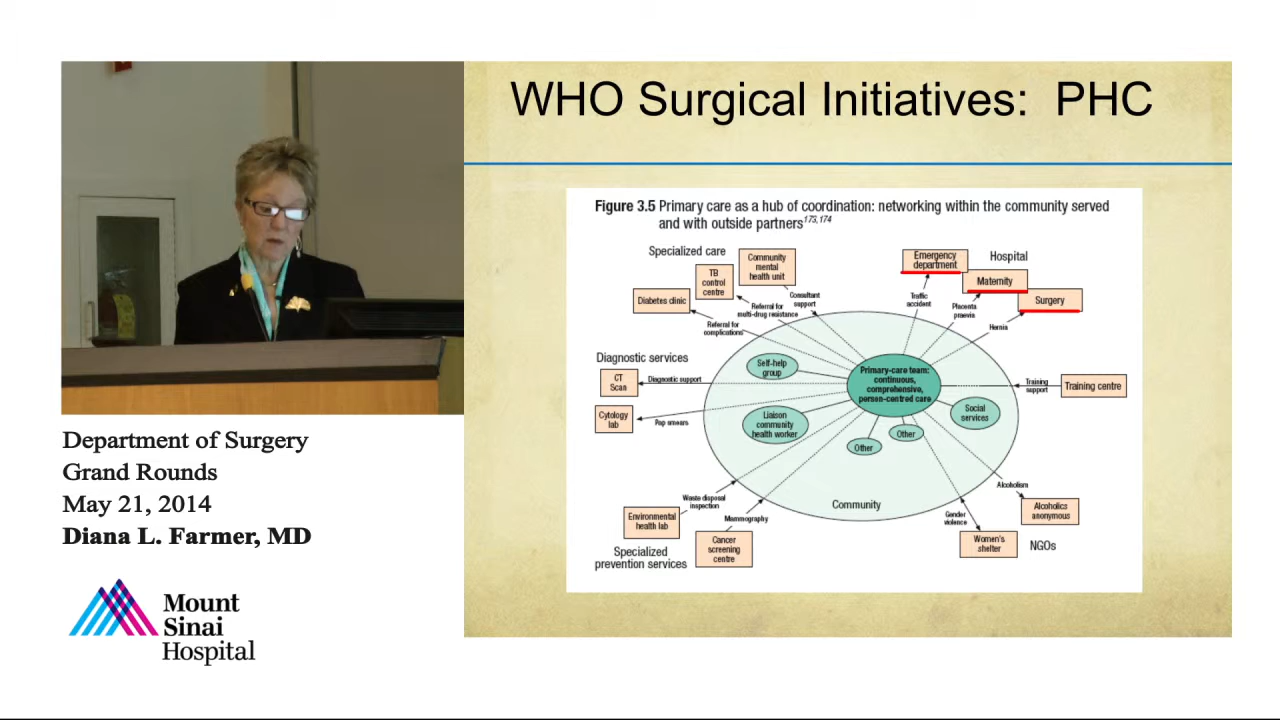 WHO Surgical Initiatives: PHC
Figure 3.5 Primary care as a hub of coordination: networking within the community served
and with outside partners173,174
Specialized care
Community
mental
health unit
TB
control
centre
Diabetes clinic
Consultant
support
Referral for
multi-drug resistance
Referral for
complications
Emergency
department
Hospital
Maternity
Surgery
Traffic
accident
Placenta
praevia
Hernia
Diagnostic services
CT
Scan
Diagnostic support
Cytology
lab
Pap smears
Self-help
group
Primary-care team:
continuous,
comprehensive,
person-centred care
Training
support
Training centre
Liaison
community
health worker
Social
services
Other
Other
Community
Waste disposal
inspection
Environmental
health lab
Mammography
Specialized
prevention services
Cancer
screening
centre
Gender
violence
Women's
shelter
Alcoholism
Alcoholics
anonymous
NGOs
Department of Surgery
Grand Rounds
May 21, 2014
Diana L. Farmer, MD
Mount
Sinai
Hospital